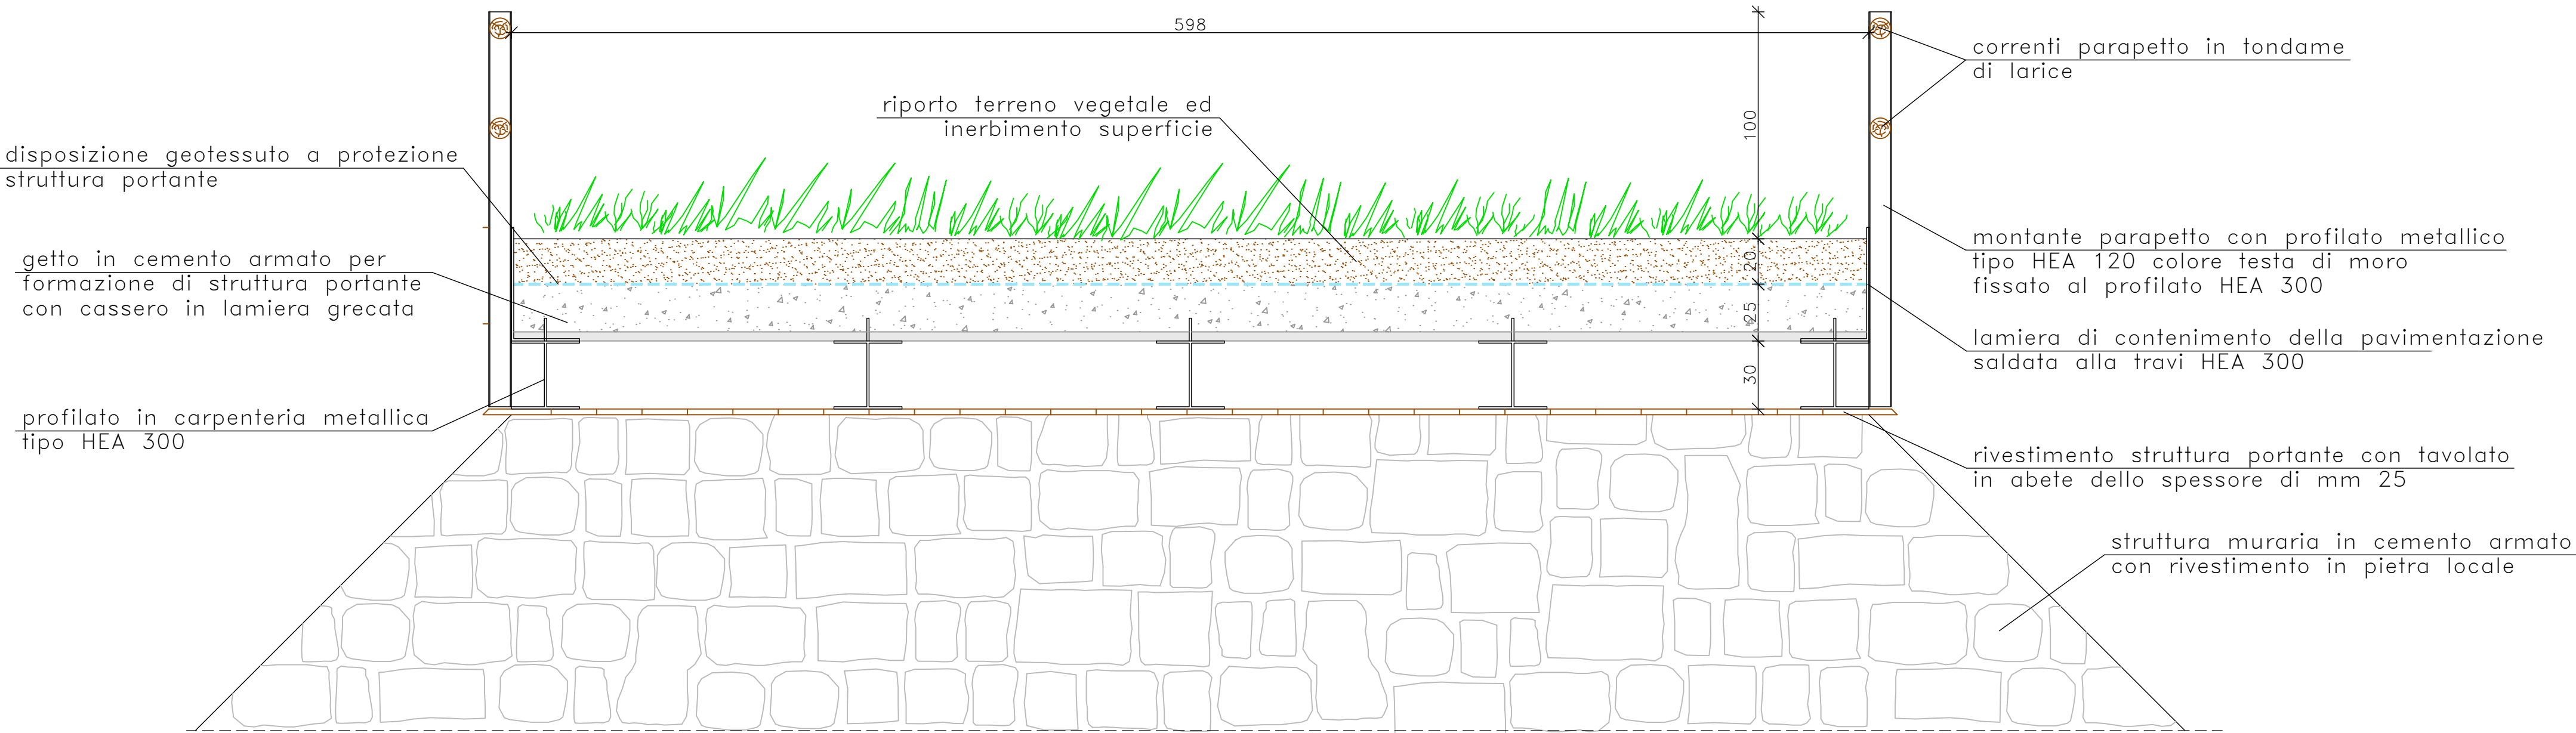 598
correnti parapetto in tondame
di larice
riporto terreno vegetale ed
inerbimento superficie
100
disposizione geotessuto a protezione
struttura portante
montante parapetto con profilato metallico
tipo HEA 120 colore testa di moro
fissato al profilato HEA 300
getto in cemento armato per
formazione di struttura portante
con cassero in lamiera grecata
20
25
lamiera di contenimento della pavimentazione
saldata alla travi HEA 300
30
profilato in carpenteria metallica
tipo HEA 300
rivestimento struttura portante con tavolato
in abete dello spessore di mm 25
struttura muraria in cemento armato
con rivestimento in pietra locale